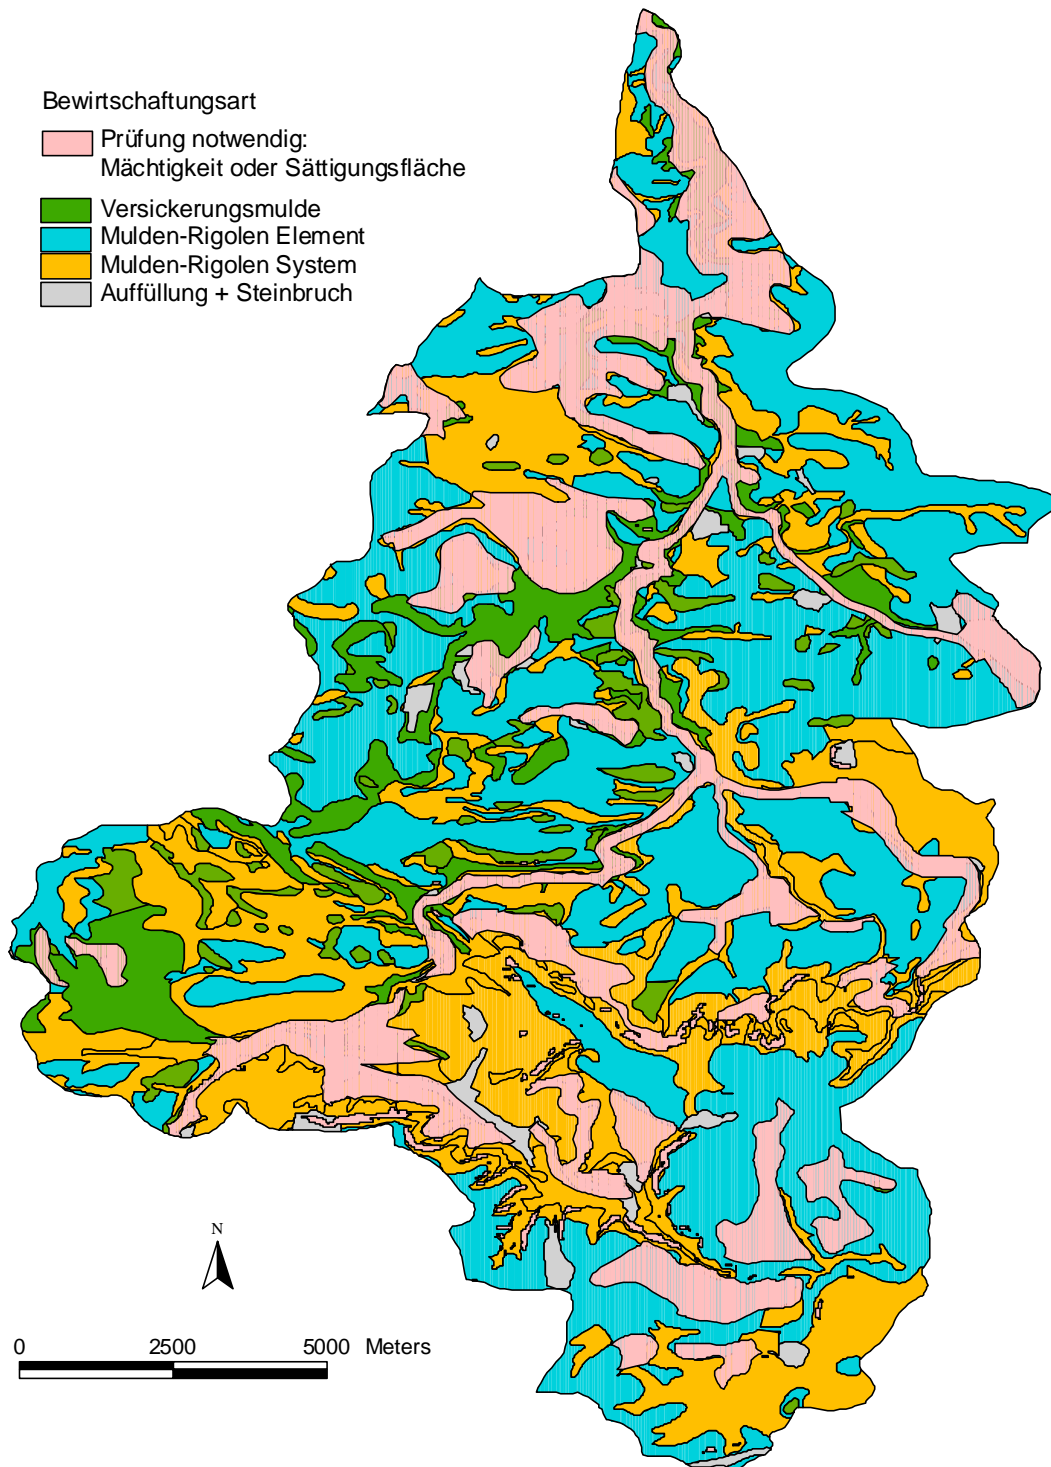 Bewirtschaftungsart
Prüfung notwendig:
Mächtigkeit oder Sättigungsfläche
Versickerungsmulde
Mulden-Rigolen Element
Mulden-Rigolen System
Auffüllung + Steinbruch
N
0 2500 5000 Meters